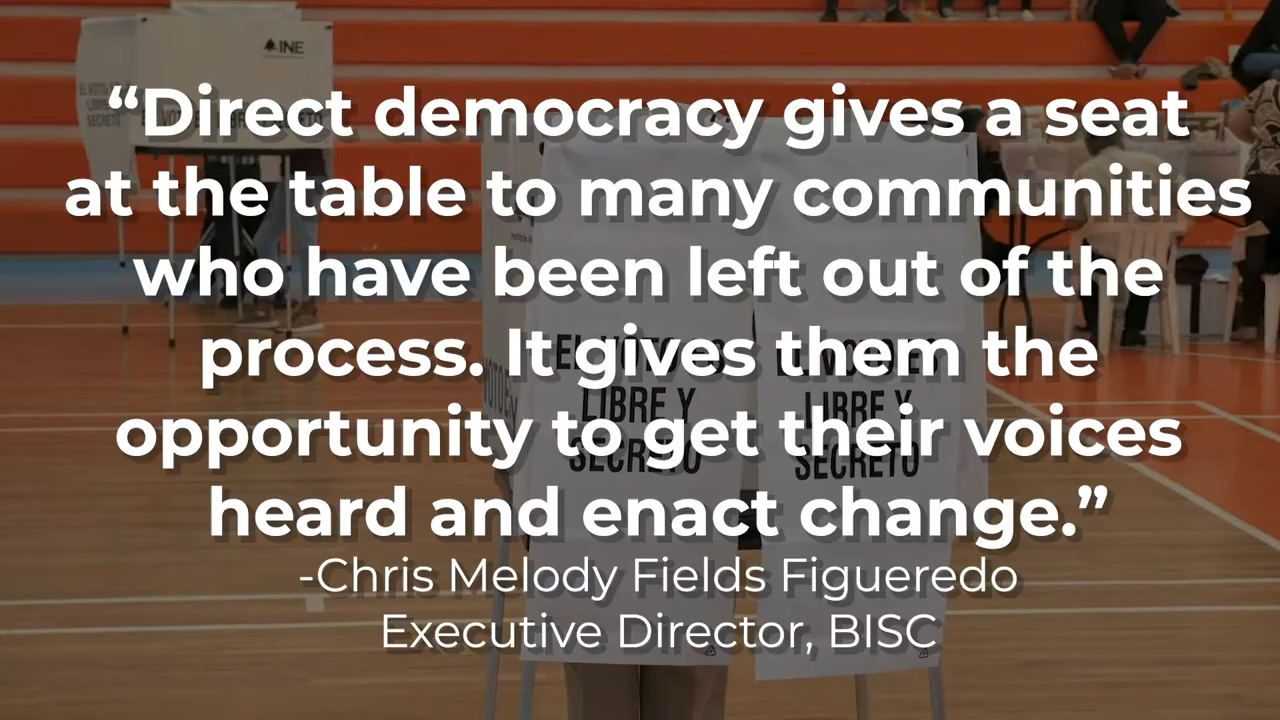 “Direct democracy gives a seat
at the table to many communities
who have been left out of the
process. It gives them the
opportunity to get their voices
heard and enact change.”
-Chris Melody Fields Figueredo
Executive Director, BISC
INE
LIBRE Y
SECRETO
LIBRE Y
SECRETO